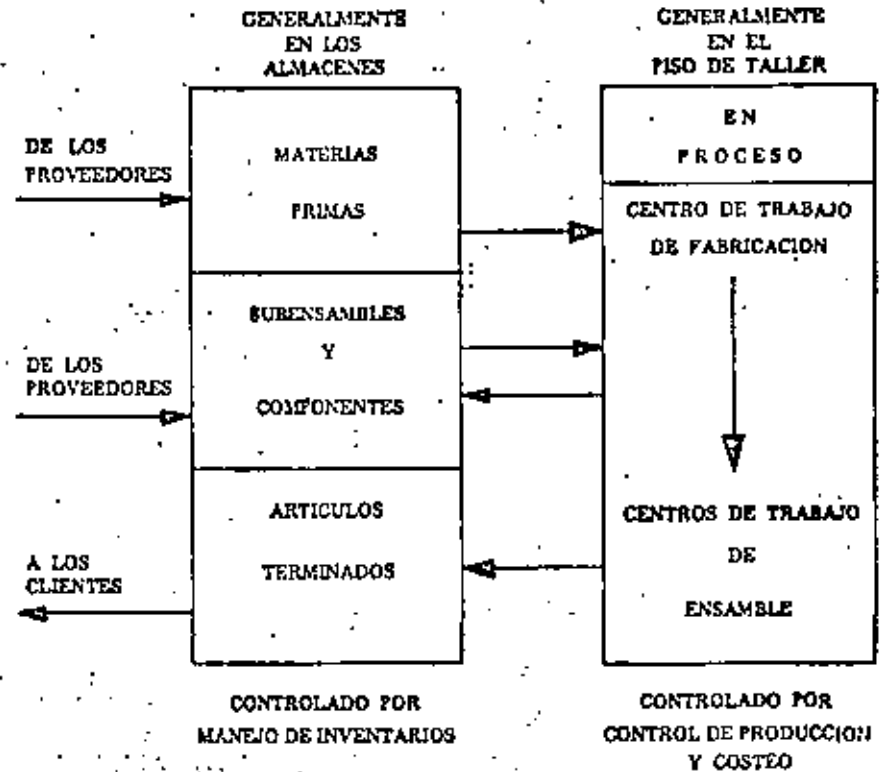 GENERALMENTE
EN LOS
ALMACENES
GENERALMENTE
EN EL
PISO DE TALLER
DE LOS
PROVEEDORES
MATERIAS
PRIMAS
EN
PROCESO
CENTRO DE TRABAJO
DE FABRICACION
SUBENSAMBLES
Y
COMPONENTES
DE LOS
PROVEEDORES
ARTICULOS
TERMINADOS
CENTROS DE TRABAJO
DE
ENSAMBLE
A LOS
CLIENTES
CONTROLADO POR
MANEJO DE INVENTARIOS
CONTROLADO POR
CONTROL DE PRODUCCION
Y COSTEO